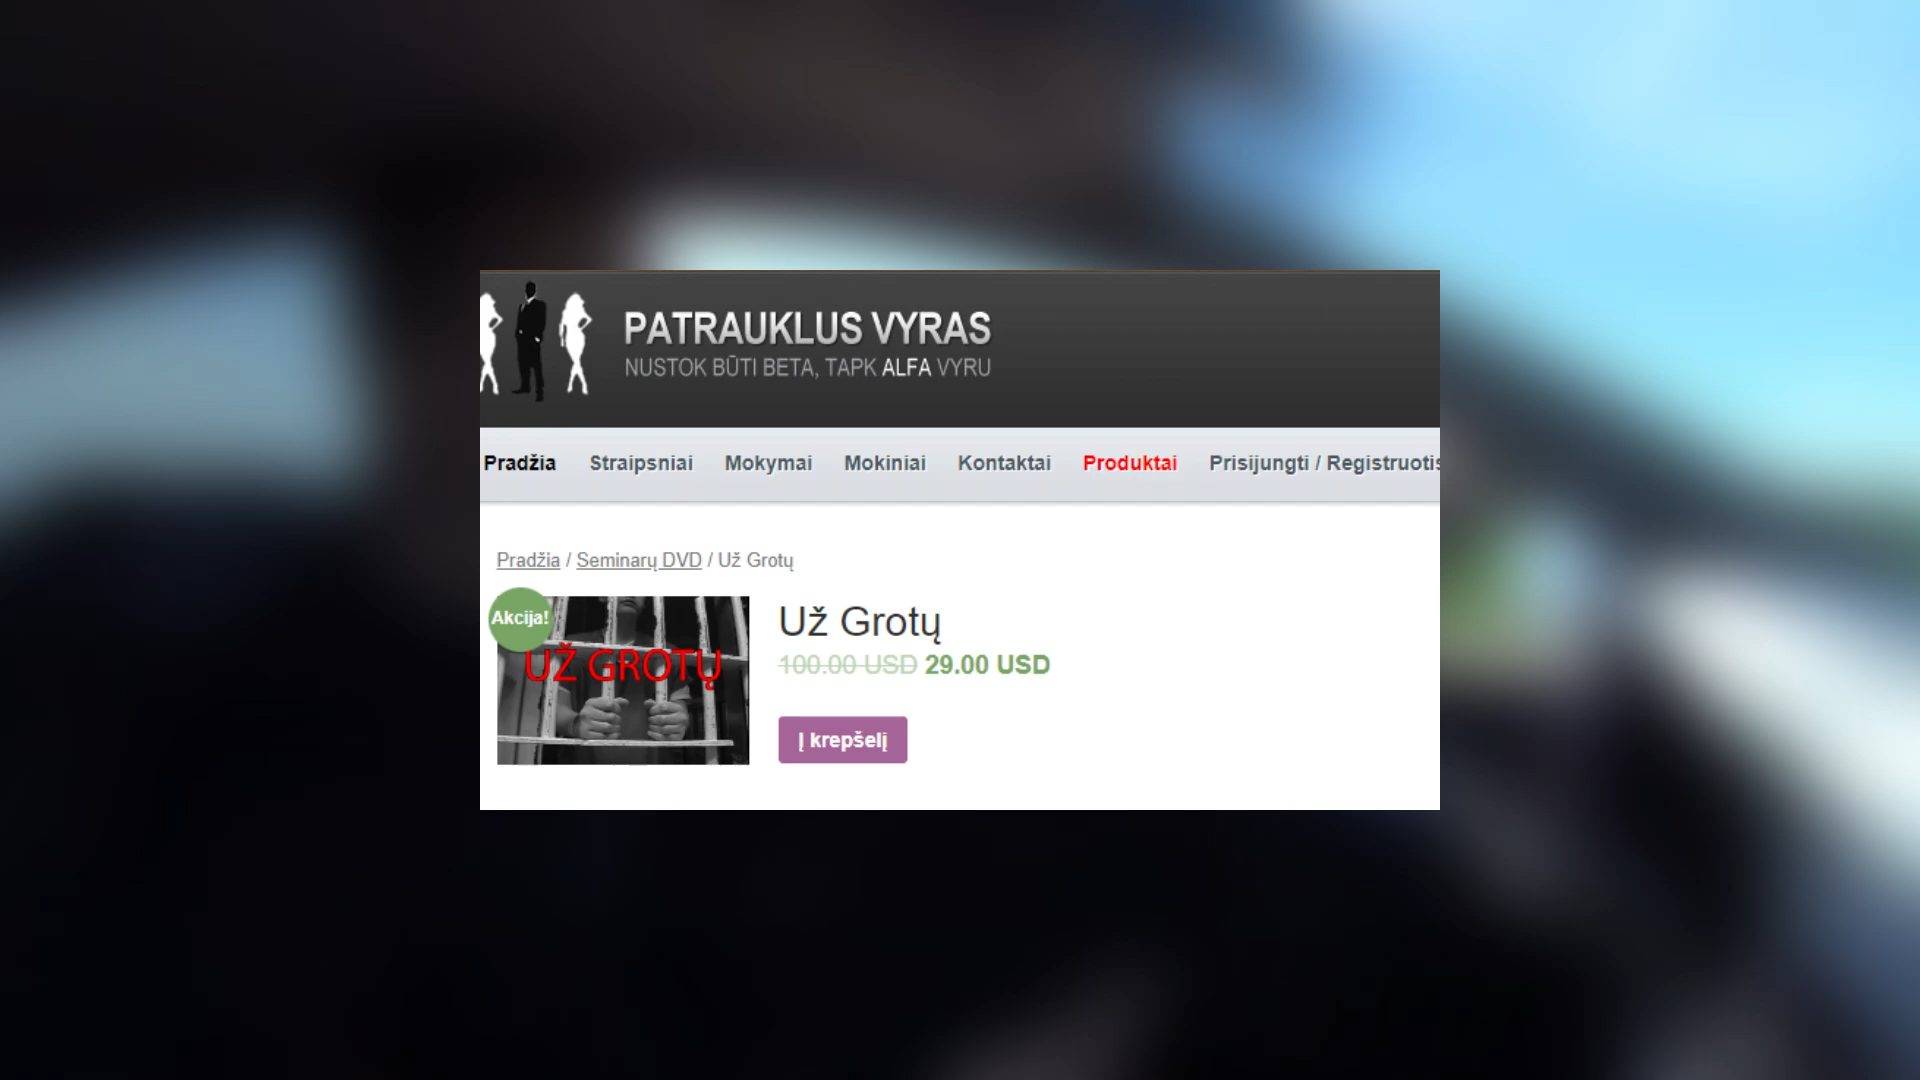 PATRAUKLUS VYRAS
NUSTOK BŪTI BETA, TAPK ALFA VYRU
Pradžia Straipsniai Mokymai Mokiniai Kontaktai Produktai Prisijungti / Registruotis
Pradžia / Seminarų DVD / Už Grotų
Akcija!
UŽ GROTŲ
Už Grotų
100.00 USD 29.00 USD
Į krepšelį